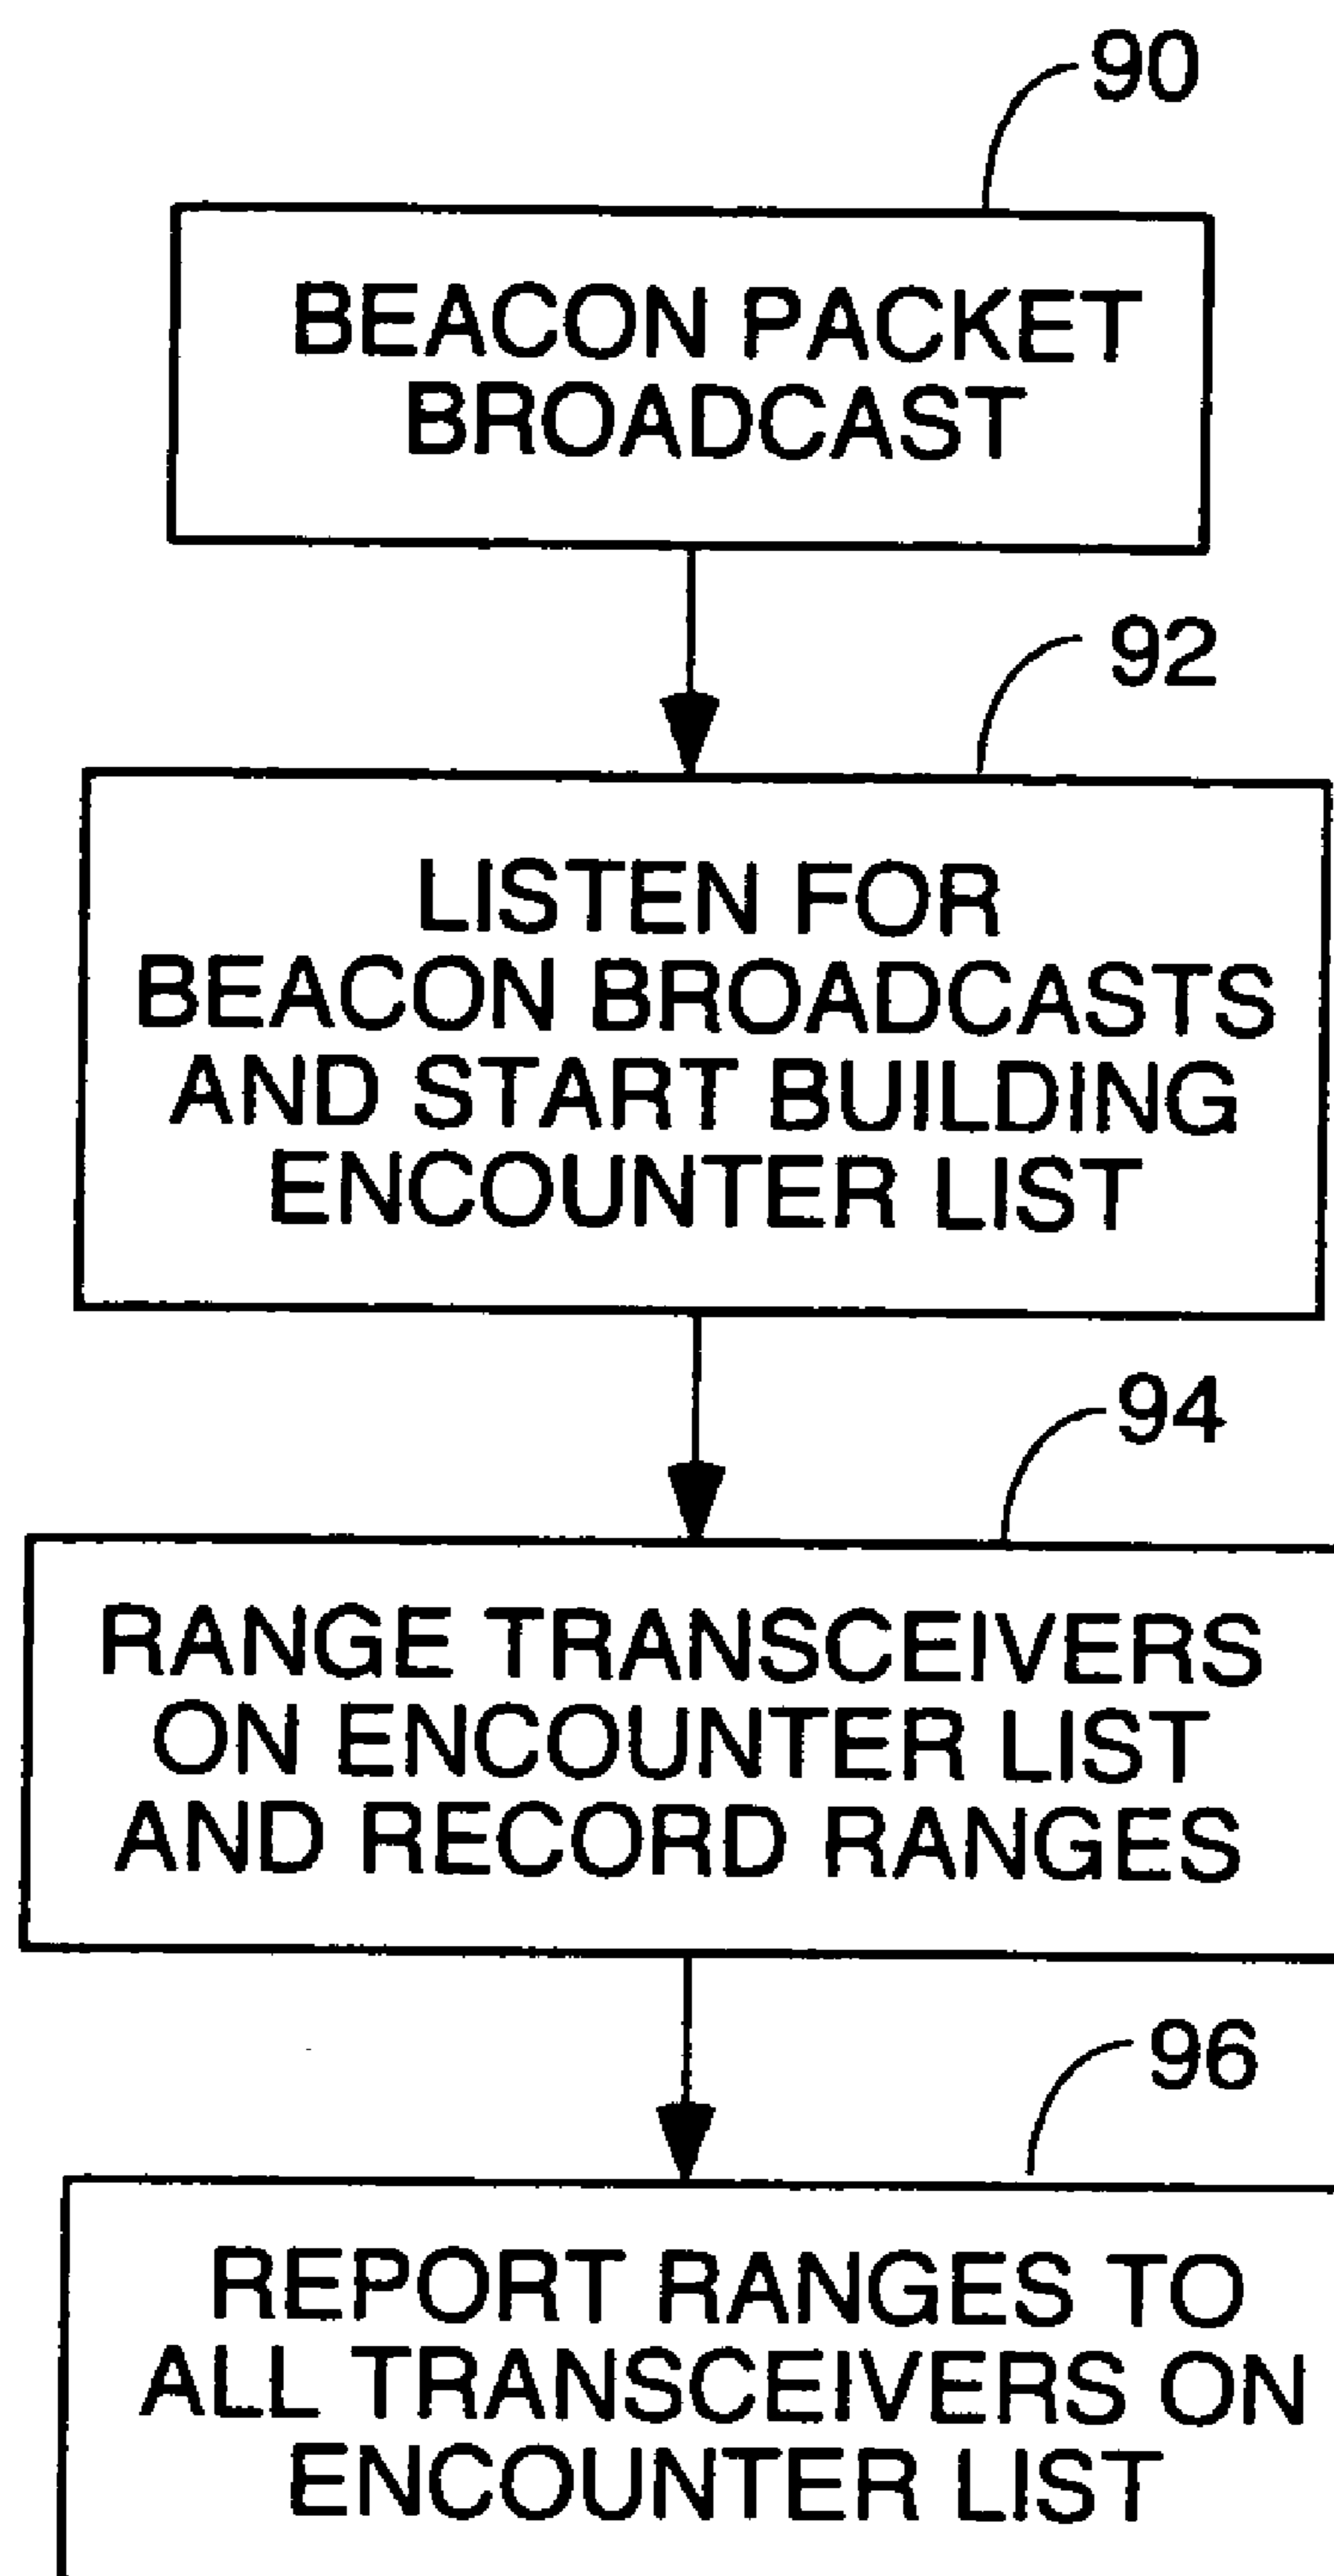 90
BEACON PACKET
BROADCAST
92
LISTEN FOR
BEACON BROADCASTS
AND START BUILDING
ENCOUNTER LIST
94
RANGE TRANSCEIVERS
ON ENCOUNTER LIST
AND RECORD RANGES
96
REPORT RANGES TO
ALL TRANSCEIVERS ON
ENCOUNTER LIST